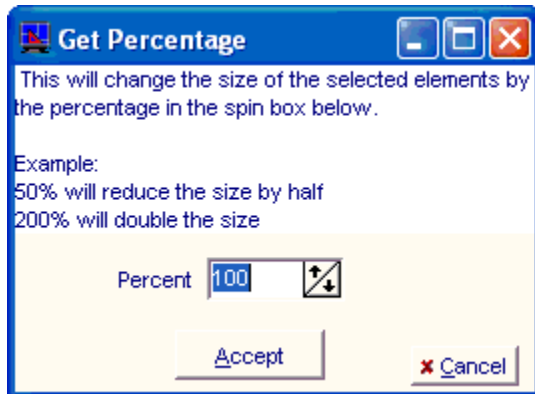 Get Percentage
This will change the size of the selected elements by
the percentage in the spin box below.
Example:
50% will reduce the size by half
200% will double the size
Percent 100
Accept
Cancel